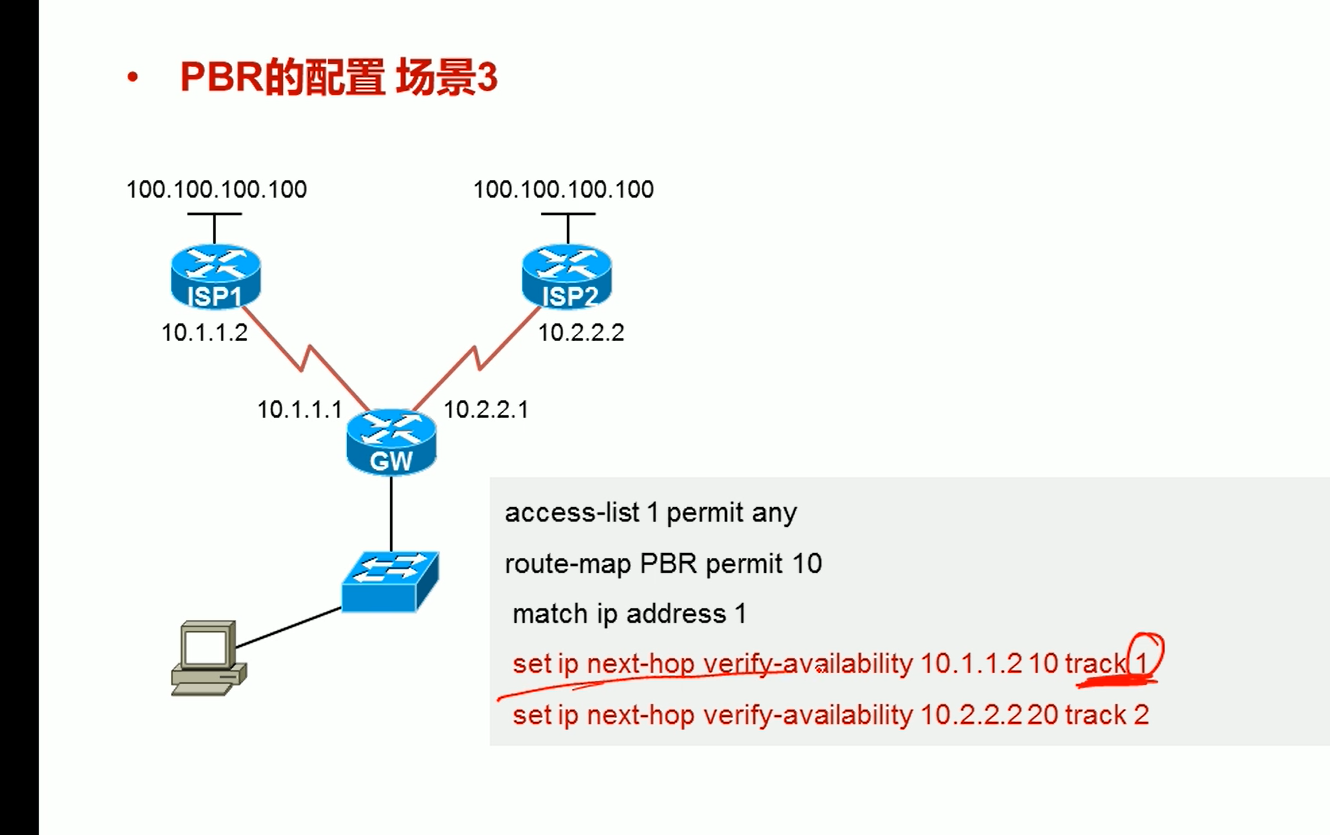 • PBR的配置 场景3
100.100.100.100
100.100.100.100
ISP1
ISP2
10.1.1.2
10.2.2.2
10.1.1.1
10.2.2.1
GW
access-list 1 permit any
route-map PBR permit 10
match ip address 1
set ip next-hop verify-availability 10.1.1.2 10 track 1
set ip next-hop verify-availability 10.2.2.2 20 track 2